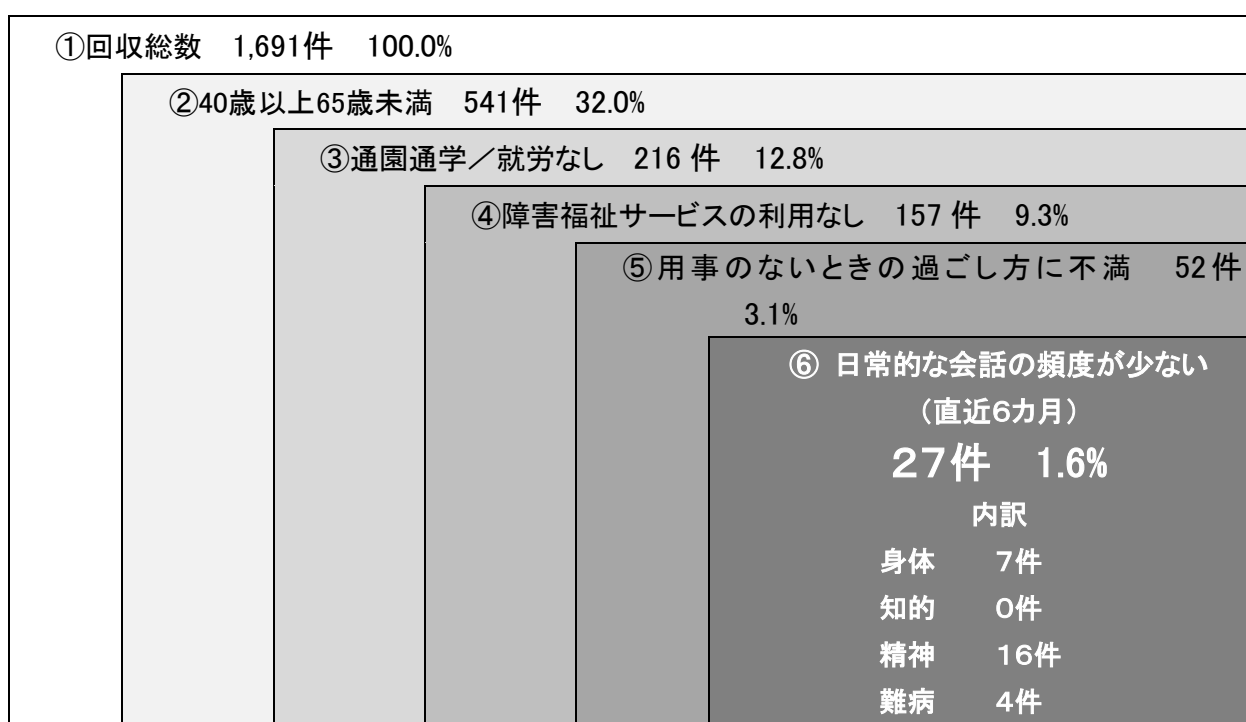 ①回収総数　1,691件　100.0%
②40歳以上65歳未満　541件　32.0%
③通園通学／就労なし　216 件　12.8%
④障害福祉サービスの利用なし　157 件　9.3%
⑤用事のないときの過ごし方に不満　52件
3.1%
⑥ 日常的な会話の頻度が少ない
（直近6カ月）
27件　1.6%
内訳
身体　7件
知的　0件
精神　16件
難病　4件